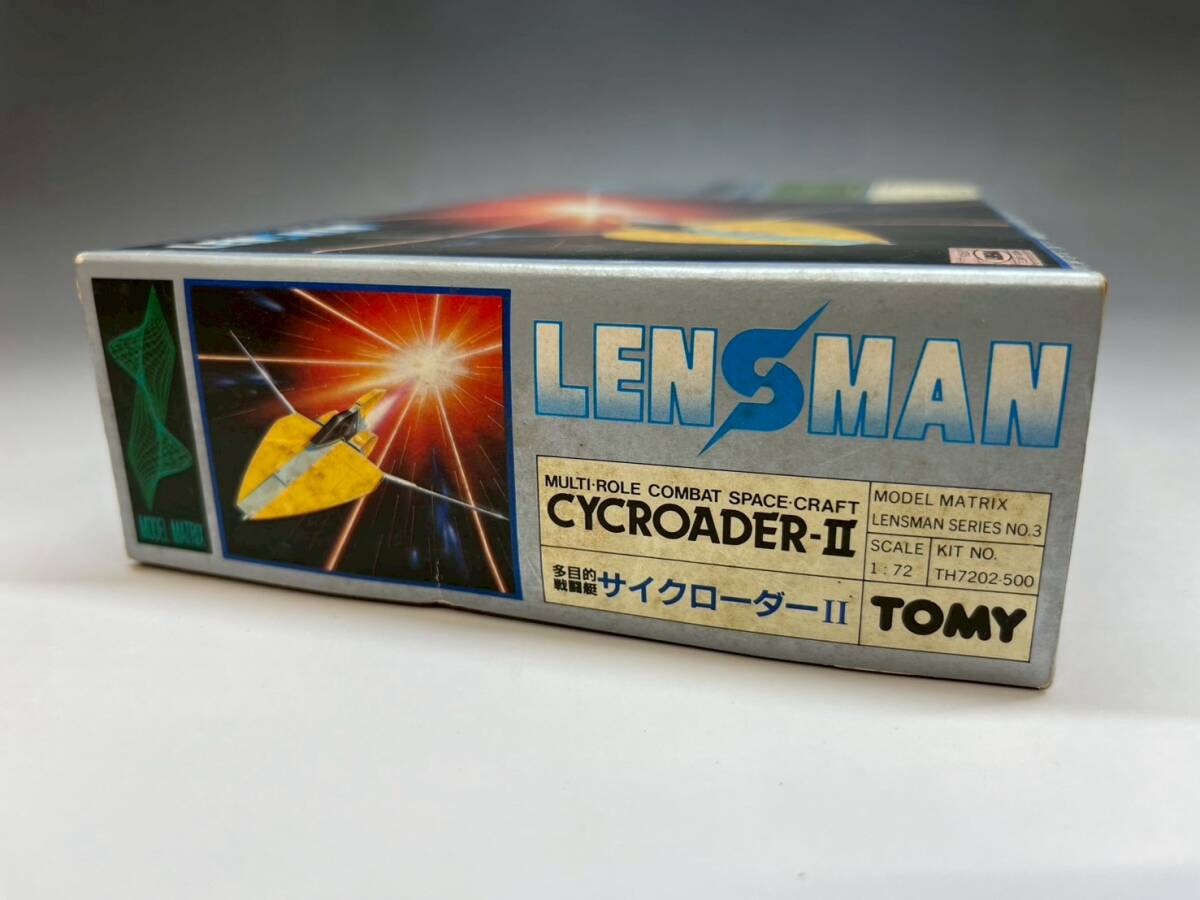 LENSMAN
MODEL MATRIX
LENSMAN
MULTI·ROLE COMBAT SPACE·CRAFT
CYCROADER-II
多目的
戦闘艇
サイクローダーII
MODEL MATRIX
LENSMAN SERIES NO.3
SCALE
1:72
KIT NO.
TH7202-500
TOMY